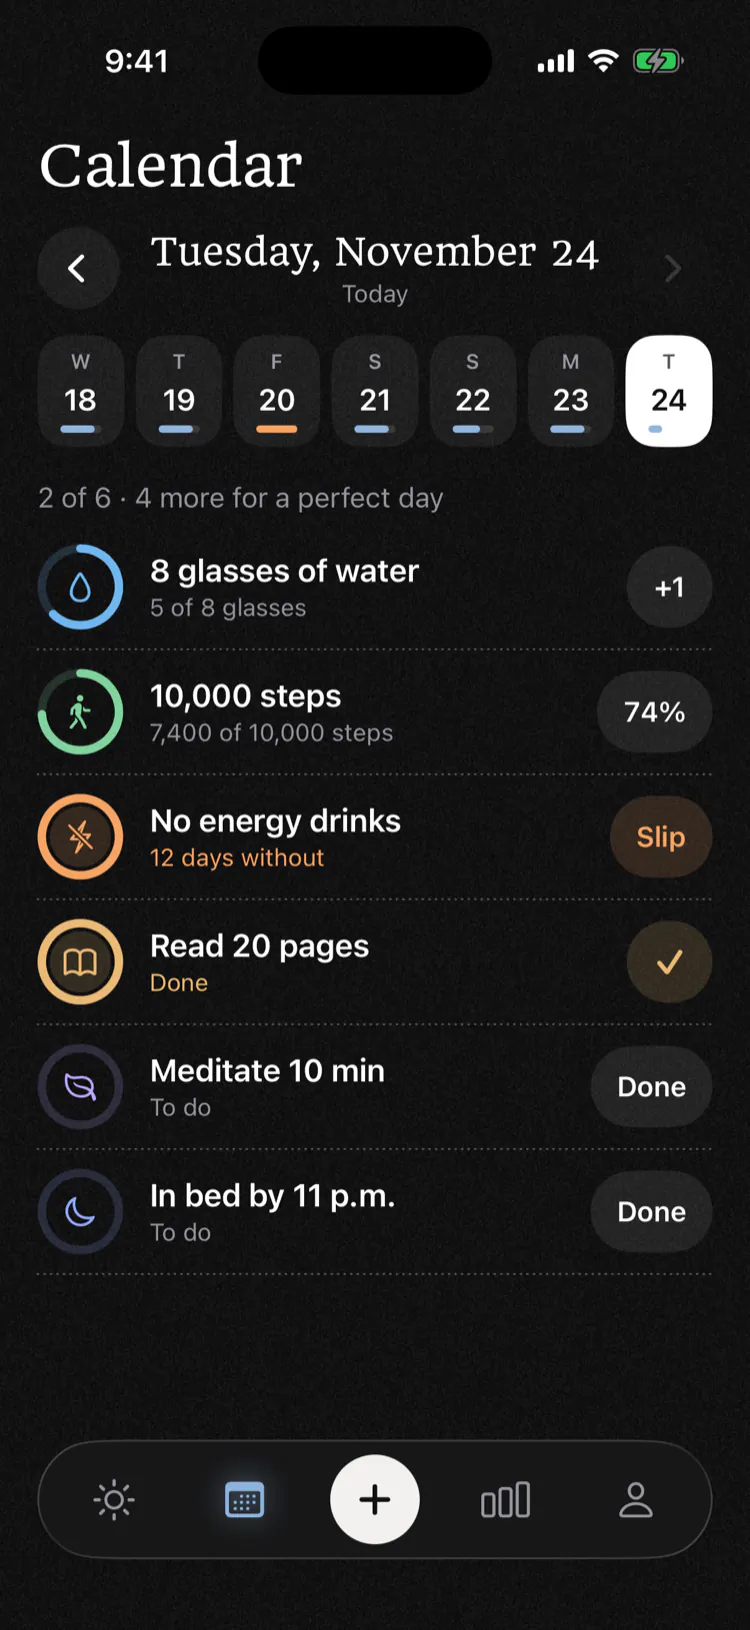 9:41
Calendar
Tuesday, November 24
Today
W T F S S M T
18 19 20 21 22 23 24
2 of 6 · 4 more for a perfect day
8 glasses of water
5 of 8 glasses
+1
10,000 steps
7,400 of 10,000 steps
74%
No energy drinks
12 days without
Slip
Read 20 pages
Done
Meditate 10 min
To do
Done
In bed by 11 p.m.
To do
Done